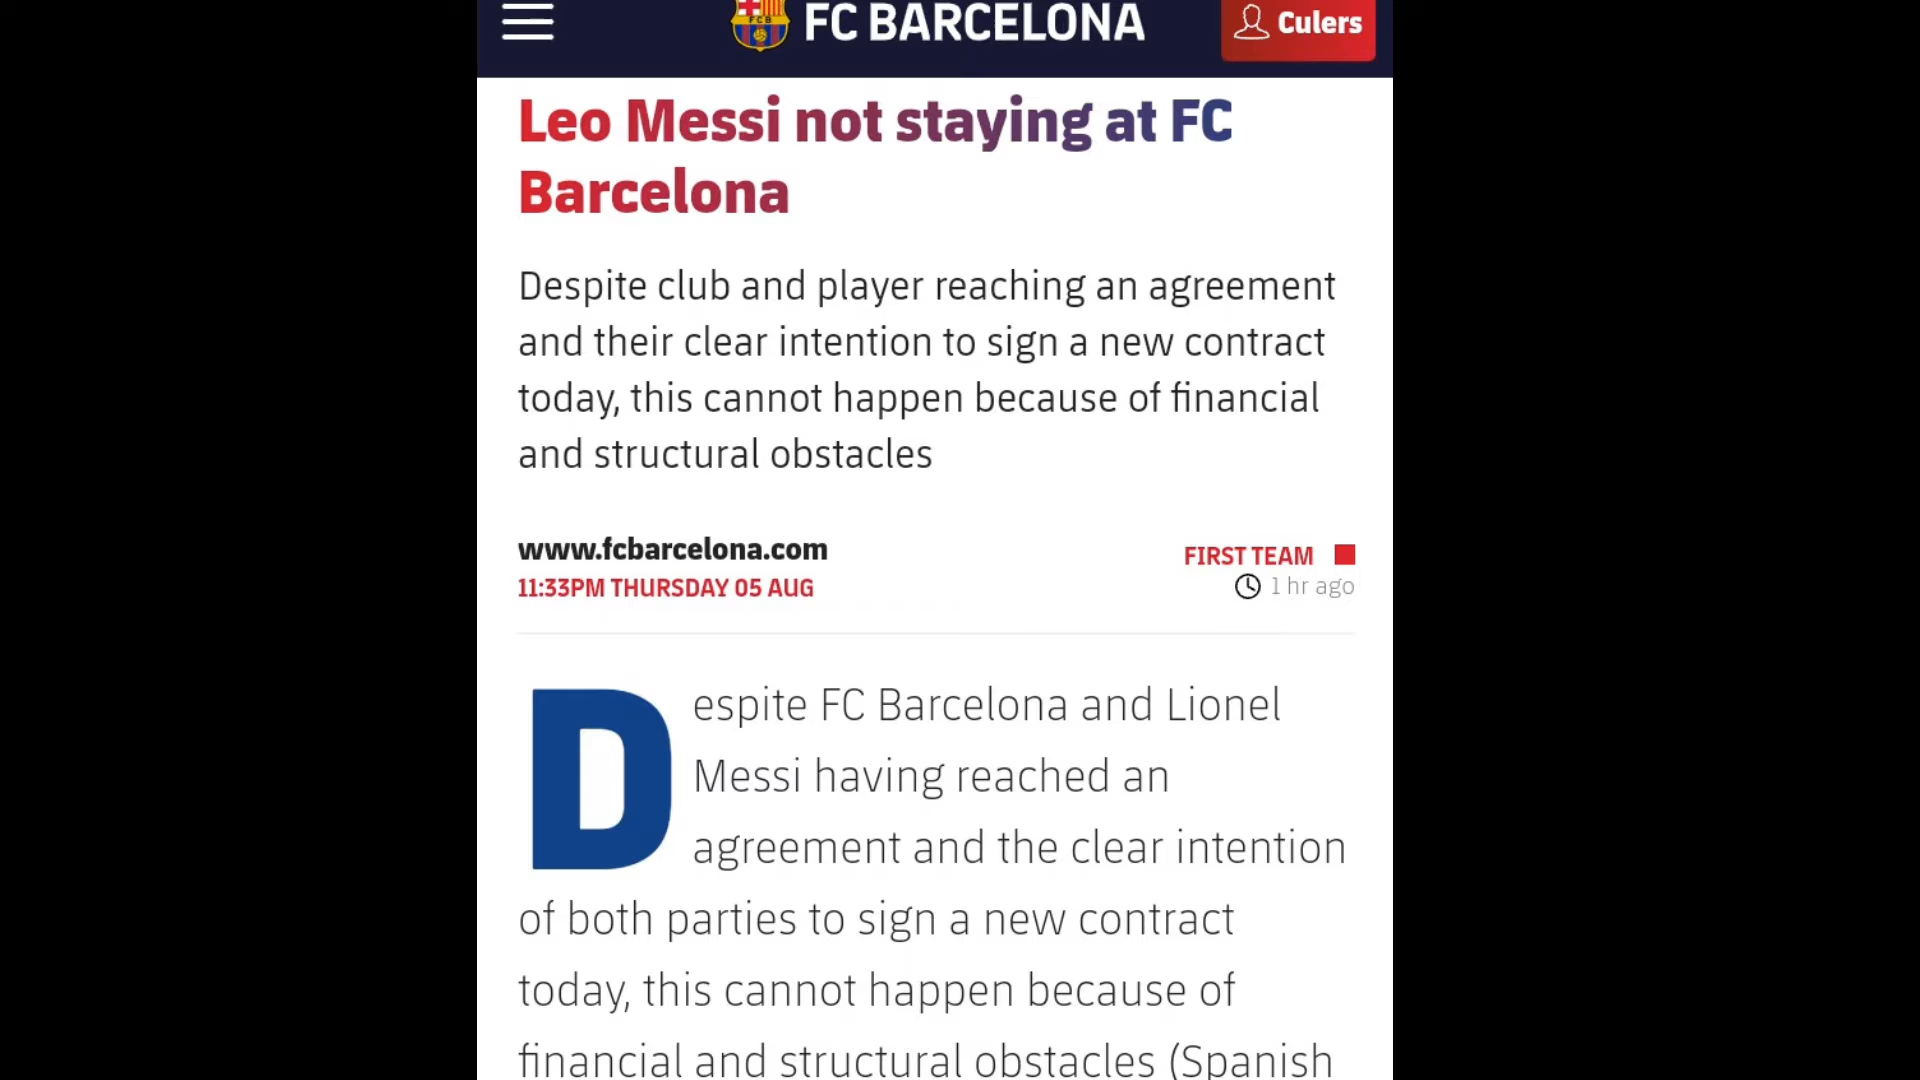 FCB
FC BARCELONA
Culers
Leo Messi not staying at FC
Barcelona
Despite club and player reaching an agreement
and their clear intention to sign a new contract
today, this cannot happen because of financial
and structural obstacles
www.fcbarcelona.com
FIRST TEAM
11:33PM THURSDAY 05 AUG
1 hr ago
Despite FC Barcelona and Lionel
Messi having reached an
agreement and the clear intention
of both parties to sign a new contract
today, this cannot happen because of
financial and structural obstacles (Spanish